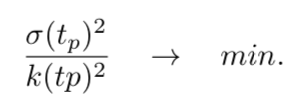 σ(t_p)² / k(tp)² → min.